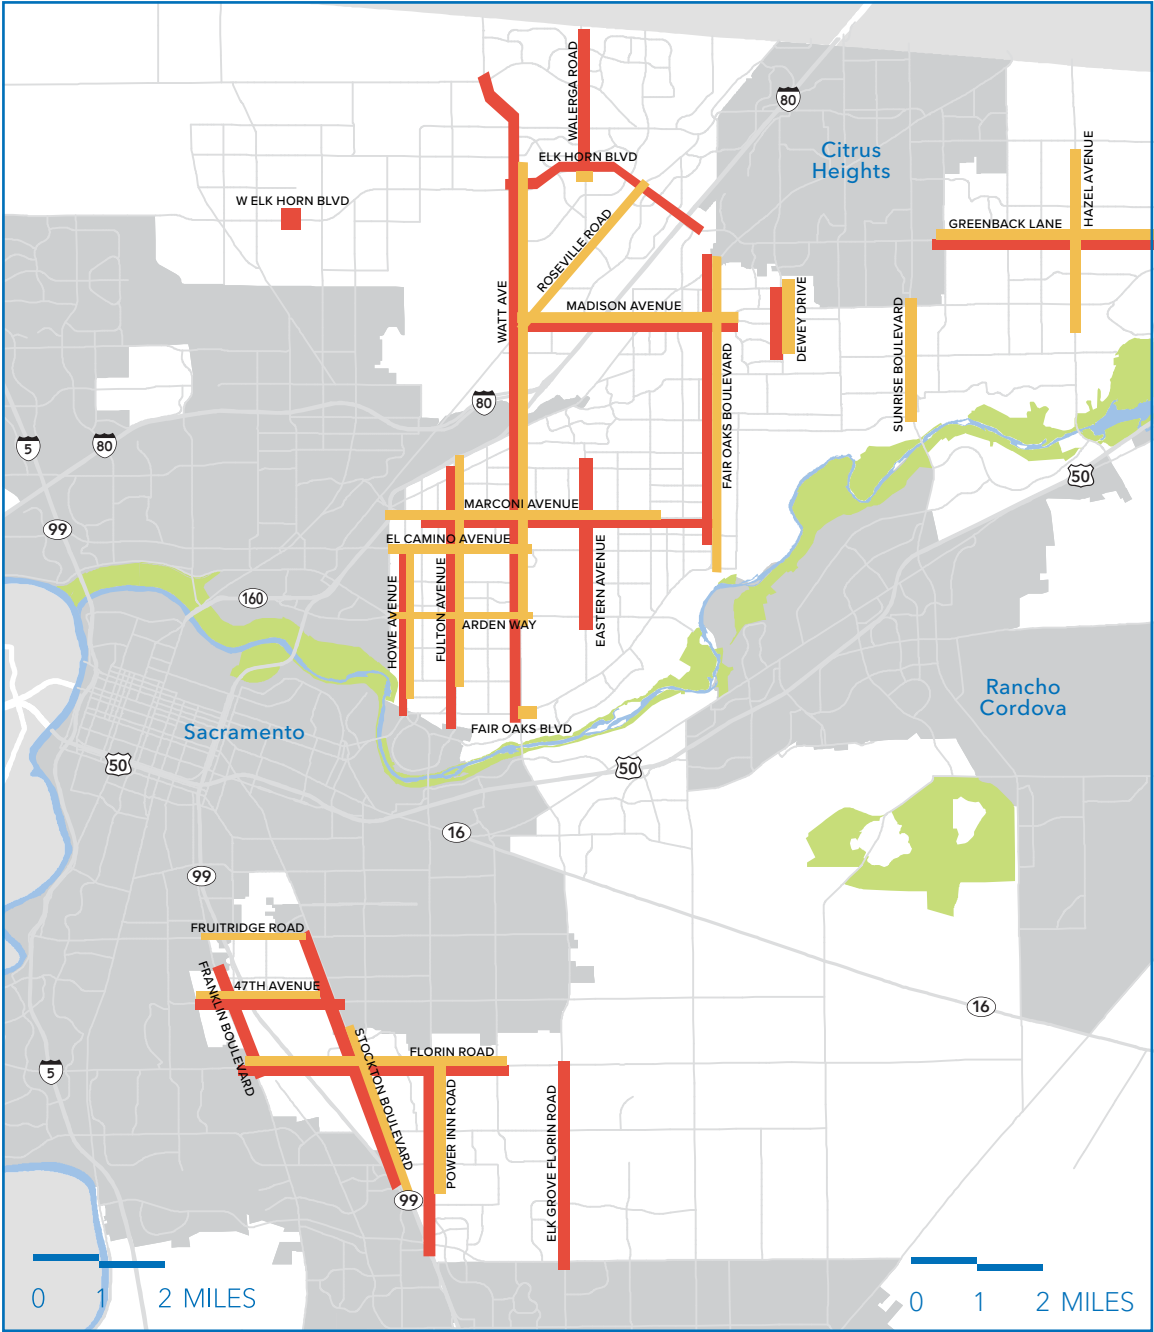 WALERGA ROAD
80
Citrus
Heights
ELK HORN BLVD
HAZEL AVENUE
W ELK HORN BLVD
GREENBACK LANE
ROSEVILLE ROAD
WATT AVE
MADISON AVENUE
DEWEY DRIVE
SUNRISE BOULEVARD
FAIR OAKS BOULEVARD
80
5
80
50
99
MARCONI AVENUE
EL CAMINO AVENUE
HOWE AVENUE
FULTON AVENUE
EASTERN AVENUE
160
ARDEN WAY
Rancho
Cordova
Sacramento
FAIR OAKS BLVD
50
50
16
99
FRUITRIDGE ROAD
FRANKLIN BOULEVARD
47TH AVENUE
16
STOCKTON BOULEVARD
FLORIN ROAD
5
POWER INN ROAD
ELK GROVE FLORIN ROAD
99
0 1 2 MILES
0 1 2 MILES